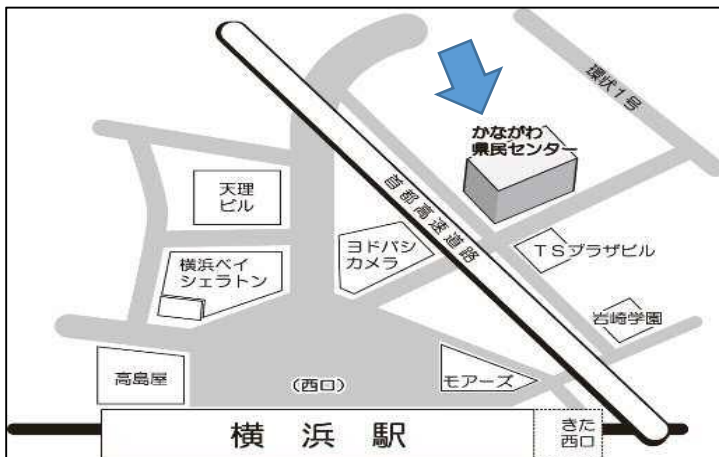 環状1号
かながわ
県民センター
首都高速道路
天理
ビル
ヨドバシ
カメラ
TSプラザビル
横浜ベイ
シェラトン
岩崎学園
高島屋
(西口)
モアーズ
横浜駅
きた
西口